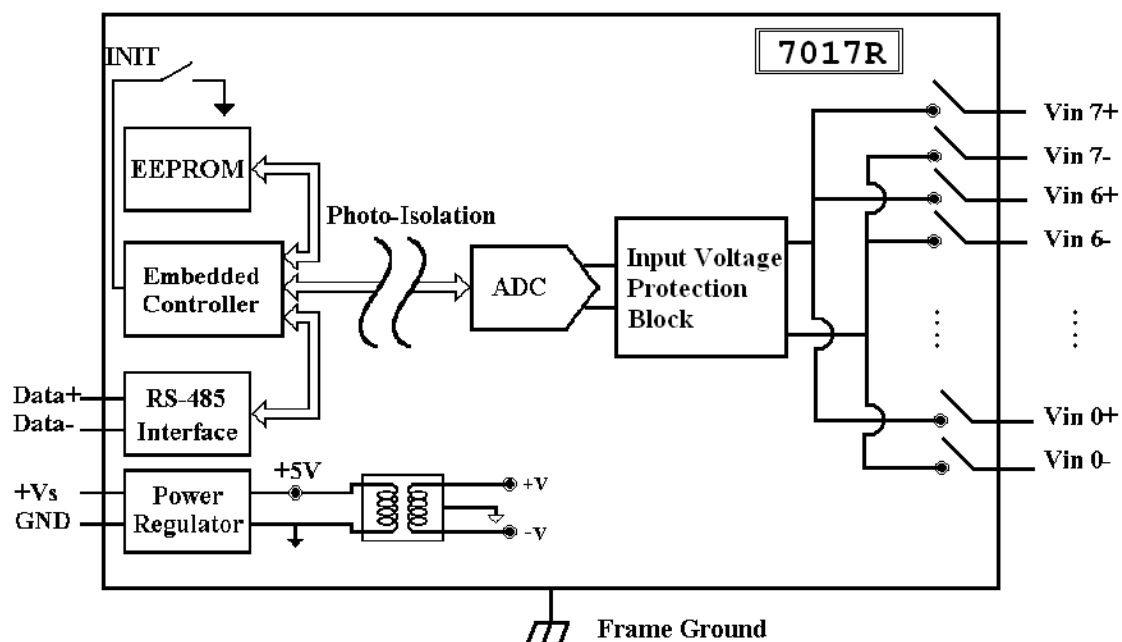 INIT
7017R
EEPROM
Photo-Isolation
Embedded
Controller
ADC
Input Voltage
Protection
Block
Vin 7+
Vin 7-
Vin 6+
Vin 6-
Data+
Data-
RS-485
Interface
Vin 0+
Vin 0-
+Vs
GND
Power
Regulator
+5V
+V
-V
Frame Ground